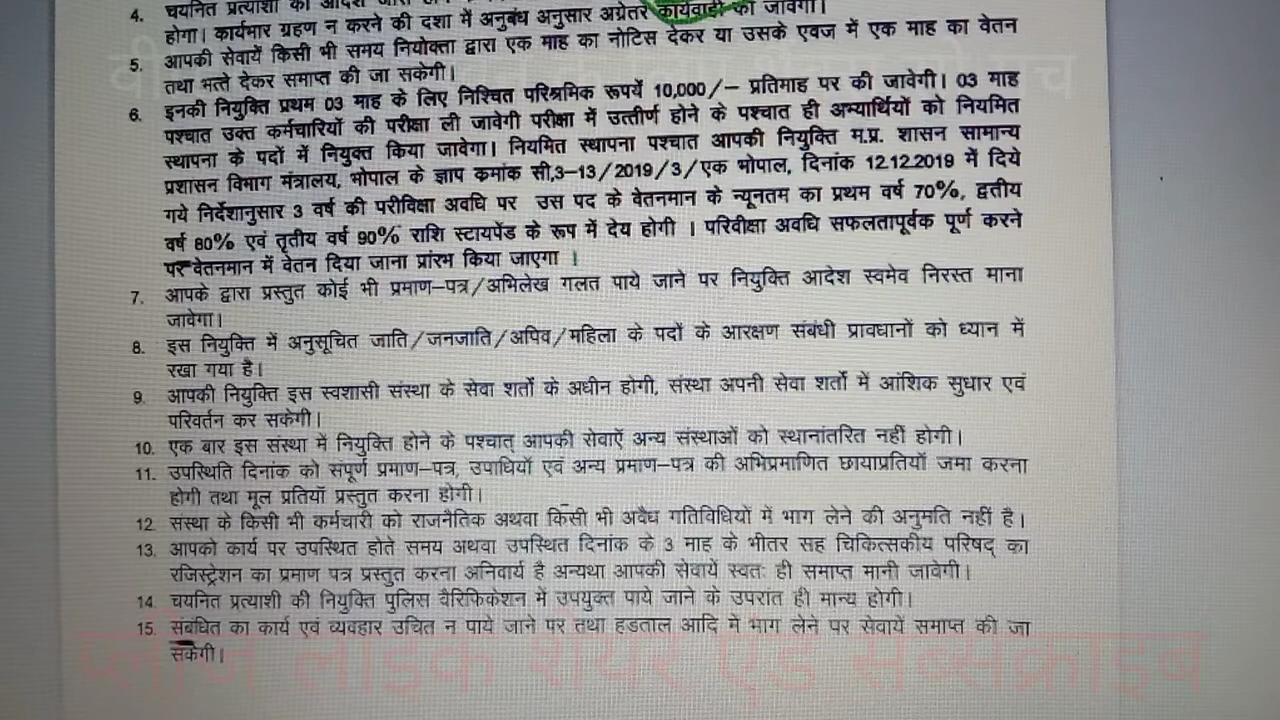 4. चयनित प्रत्याशी को आदेश जारी होने
होगा। कार्यभार ग्रहण न करने की दशा में अनुबंध अनुसार अग्रेतर कार्यवाही की जावेगी।
5. आपकी सेवायें किसी भी समय नियोक्ता द्वारा एक माह का नोटिस देकर या उसके एवज में एक माह का वेतन
तथा भत्ते देकर समाप्त की जा सकेगी।
6. इनकी नियुक्ति प्रथम 03 माह के लिए निश्चित परिश्रमिक रूपयें 10,000/- प्रतिमाह पर की जावेगी। 03 माह
पश्चात उक्त कर्मचारियों की परीक्षा ली जावेगी परीक्षा में उत्तीर्ण होने के पश्चात ही अभ्यार्थियों को नियमित
स्थापना के पदों में नियुक्त किया जावेगा। नियमित स्थापना पश्चात आपकी नियुक्ति म.प्र. शासन सामान्य
प्रशासन विभाग मंत्रालय, भोपाल के ज्ञाप कमांक सी,3-13/2019/3/एक भोपाल, दिनांक 12.12.2019 में दिये
गये निर्देशानुसार 3 वर्ष की परीविक्षा अवधि पर उस पद के वेतनमान के न्यूनतम का प्रथम वर्ष 70%, द्वतीय
वर्ष 80% एवं तृतीय वर्ष 90% राशि स्टायपेंड के रूप में देय होगी । परिवीक्षा अवधि सफलतापूर्वक पूर्ण करने
पर वेतनमान में वेतन दिया जाना प्रांरभ किया जाएगा ।
7. आपके द्वारा प्रस्तुत कोई भी प्रमाण-पत्र/अभिलेख गलत पाये जाने पर नियुक्ति आदेश स्वमेव निरस्त माना
जावेगा।
8. इस नियुक्ति में अनुसूचित जाति/जनजाति/अपिव/महिला के पदों के आरक्षण संबंधी प्रावधानों को ध्यान में
रखा गया है।
9. आपकी नियुक्ति इस स्वशासी संस्था के सेवा शर्तो के अधीन होगी, संस्था अपनी सेवा शर्तो में आंशिक सुधार एवं
परिवर्तन कर सकेगी।
10. एक बार इस संस्था में नियुक्ति होने के पश्चात् आपकी सेवाऐं अन्य संस्थाओं को स्थानांतरित नहीं होगी।
11. उपस्थिति दिनांक को संपूर्ण प्रमाण-पत्र, उपाधियों एवं अन्य प्रमाण-पत्र की अभिप्रमाणित छायाप्रतियॉ जमा करना
होगी तथा मूल प्रतियॉ प्रस्तुत करना होगी।
12. संस्था के किसी भी कर्मचारी को राजनैतिक अथवा किसी भी अवैध गतिविधियों में भाग लेने की अनुमति नहीं है।
13. आपको कार्य पर उपस्थित होते समय अथवा उपस्थित दिनांक के 3 माह के भीतर सह चिकित्सकीय परिषद् का
रजिस्ट्रेशन का प्रमाण पत्र प्रस्तुत करना अनिवार्य है अन्यथा आपकी सेवायें स्वतः ही समाप्त मानी जावेगी।
14. चयनित प्रत्याशी की नियुक्ति पुलिस वैरिफिकेशन में उपयुक्त पाये जाने के उपरांत ही मान्य होगी।
15. संबंधित का कार्य एवं व्यवहार उचित न पाये जाने पर तथा हडताल आदि में भाग लेने पर सेवायें समाप्त की जा
सकेगी।
प्लीज लाइक शेयर एंड सब्सक्राइब